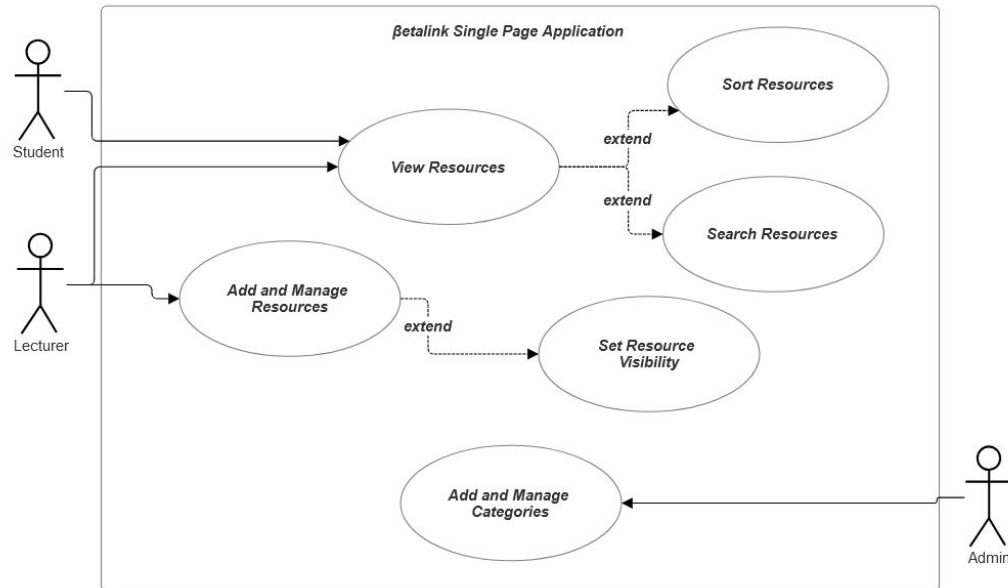 βetalink Single Page Application
Sort Resources
Student
extend
View Resources
extend
Search Resources
Lecturer
Add and Manage
Resources
extend
Set Resource
Visibility
Add and Manage
Categories
Admin